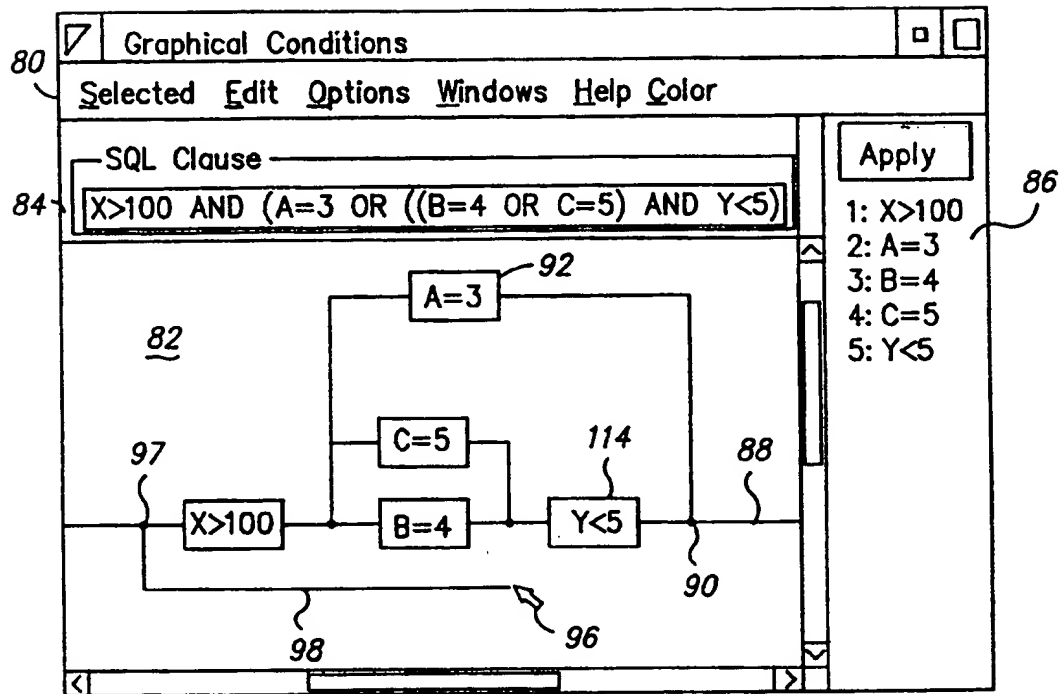 Graphical Conditions
80
Selected Edit Options Windows Help Color
SQL Clause
84
X>100 AND (A=3 OR ((B=4 OR C=5) AND Y<5)
Apply
86
1: X>100
2: A=3
3: B=4
4: C=5
5: Y<5
92
A=3
82
C=5
114
88
97
X>100
B=4
Y<5
90
98
96